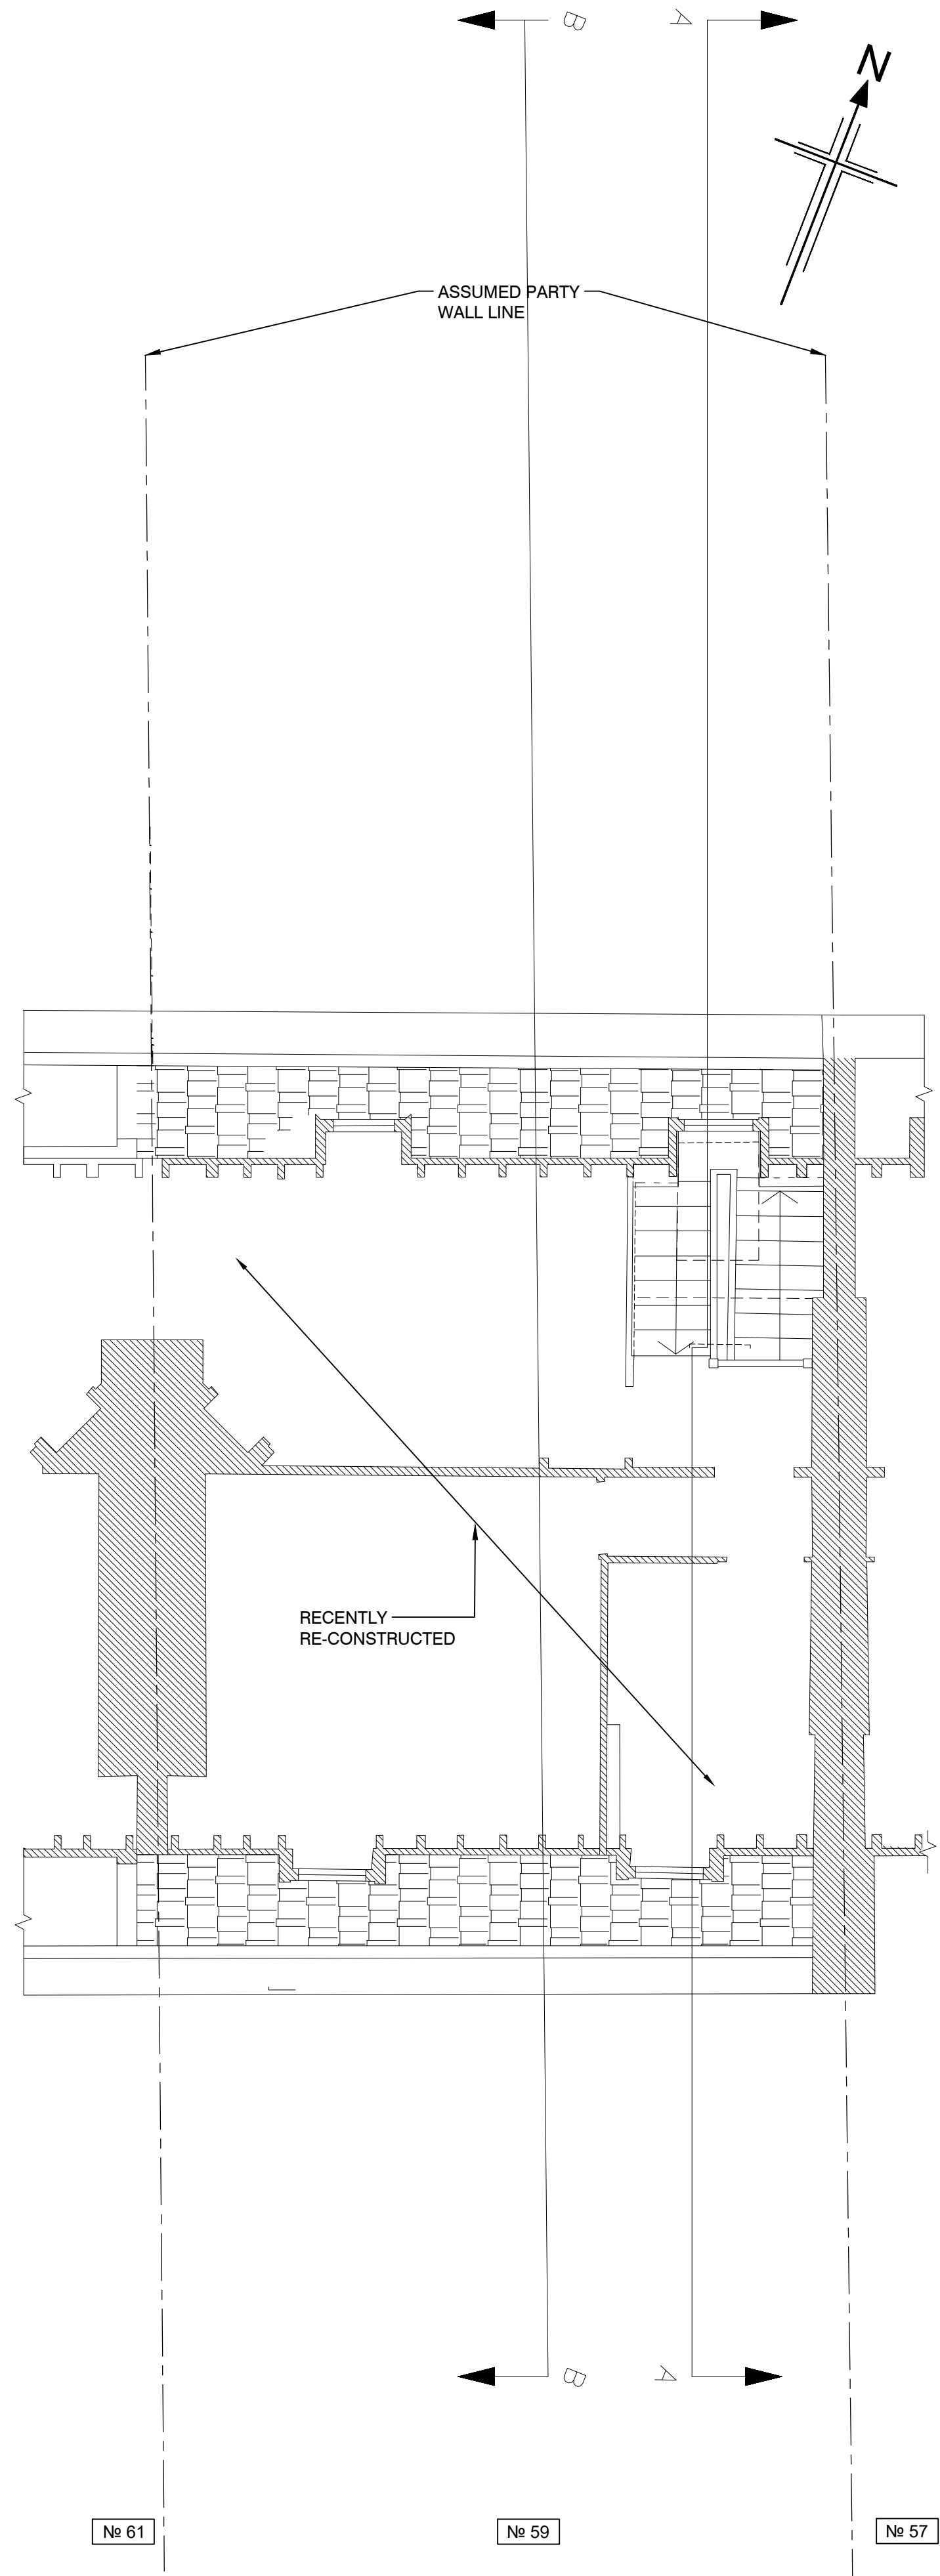 B
A
N
ASSUMED PARTY
WALL LINE
RECENTLY
RE-CONSTRUCTED
B
A
№ 61
№ 59
№ 57